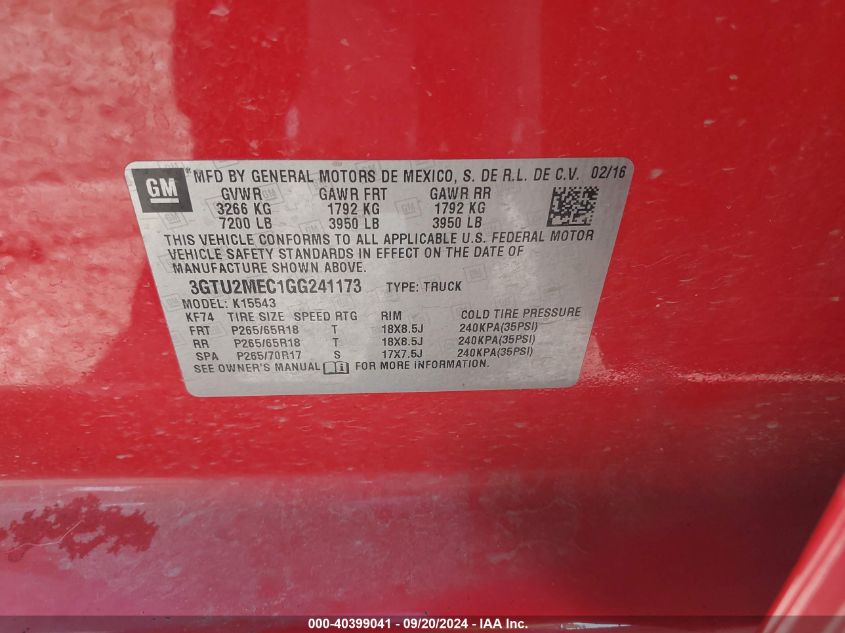 GM
MFD BY GENERAL MOTORS DE MEXICO, S. DE R.L. DE C.V. 02/16
GVWR GAWR FRT GAWR RR
3266 KG 1792 KG 1792 KG
7200 LB 3950 LB 3950 LB
THIS VEHICLE CONFORMS TO ALL APPLICABLE U.S. FEDERAL MOTOR
VEHICLE SAFETY STANDARDS IN EFFECT ON THE DATE OF
MANUFACTURE SHOWN ABOVE.
3GTU2MEC1GG241173 TYPE: TRUCK
MODEL: K15543
KF74 TIRE SIZE SPEED RTG RIM COLD TIRE PRESSURE
FRT P265/65R18 T 18X8.5J 240KPA(35PSI)
RR P265/65R18 T 18X8.5J 240KPA(35PSI)
SPA P265/70R17 S 17X7.5J 240KPA(35PSI)
SEE OWNER'S MANUAL FOR MORE INFORMATION.
000-40399041 - 09/20/2024 - IAA Inc.